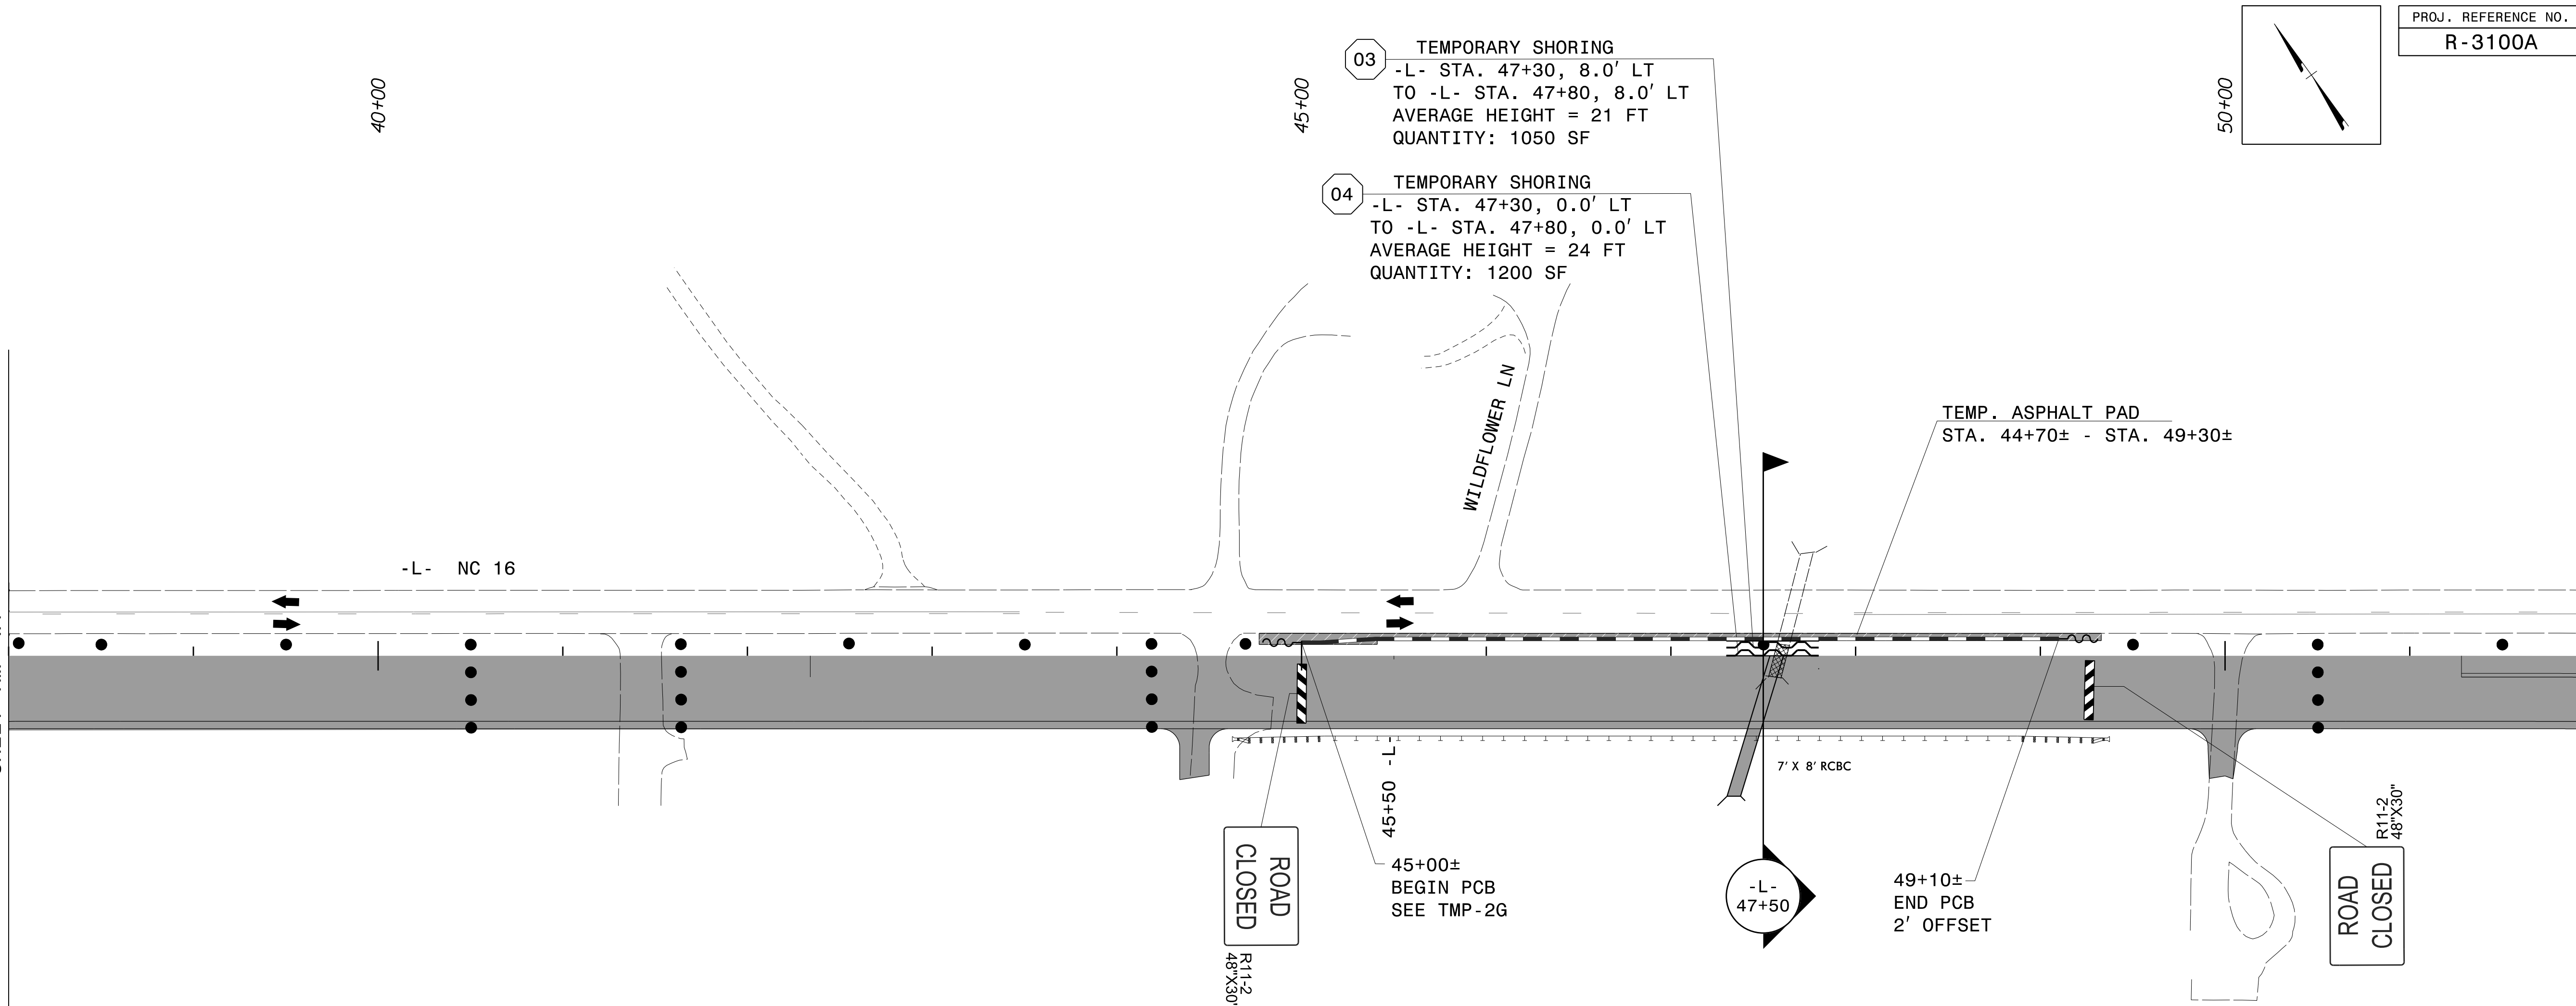 PROJ. REFERENCE NO.
R-3100A
40+00
45+00
50+00
03
TEMPORARY SHORING
-L- STA. 47+30, 8.0' LT
TO -L- STA. 47+80, 8.0' LT
AVERAGE HEIGHT = 21 FT
QUANTITY: 1050 SF
04
TEMPORARY SHORING
-L- STA. 47+30, 0.0' LT
TO -L- STA. 47+80, 0.0' LT
AVERAGE HEIGHT = 24 FT
QUANTITY: 1200 SF
WILDFLOWER LN
TEMP. ASPHALT PAD
STA. 44+70± - STA. 49+30±
-L- NC 16
7' X 8' RCBC
45+50 -L-
ROAD
CLOSED
R11-2
48"X30"
45+00±
BEGIN PCB
SEE TMP-2G
-L-
47+50
49+10±
END PCB
2' OFFSET
R11-2
48"X30"
ROAD
CLOSED